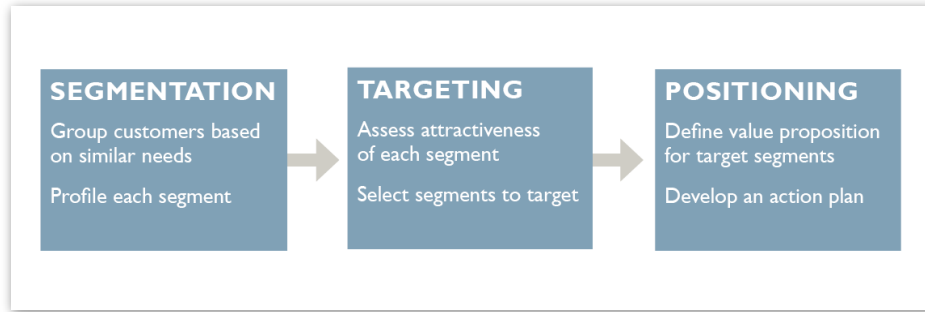 SEGMENTATION
Group customers based
on similar needs
Profile each segment
TARGETING
Assess attractiveness
of each segment
Select segments to target
POSITIONING
Define value proposition
for target segments
Develop an action plan